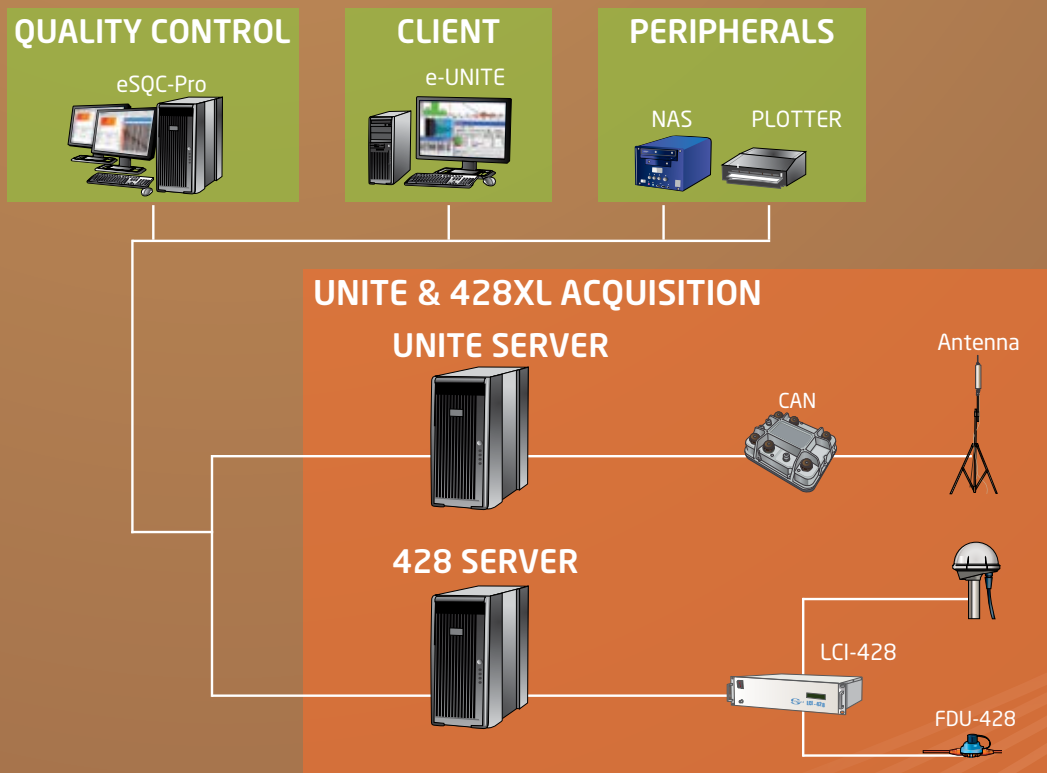 QUALITY CONTROL
eSQC-Pro
CLIENT
e-UNITE
PERIPHERALS
NAS
PLOTTER
UNITE & 428XL ACQUISITION
UNITE SERVER
CAN
Antenna
428 SERVER
LCI-428
FDU-428